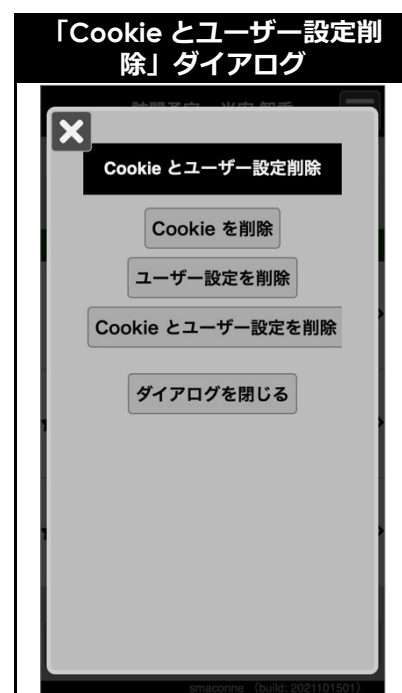 「Cookie とユーザー設定削
除」ダイアログ
Cookie とユーザー設定削除
Cookie を削除
ユーザー設定を削除
Cookie とユーザー設定を削除
ダイアログを閉じる
smaconne （build: 2021101501）